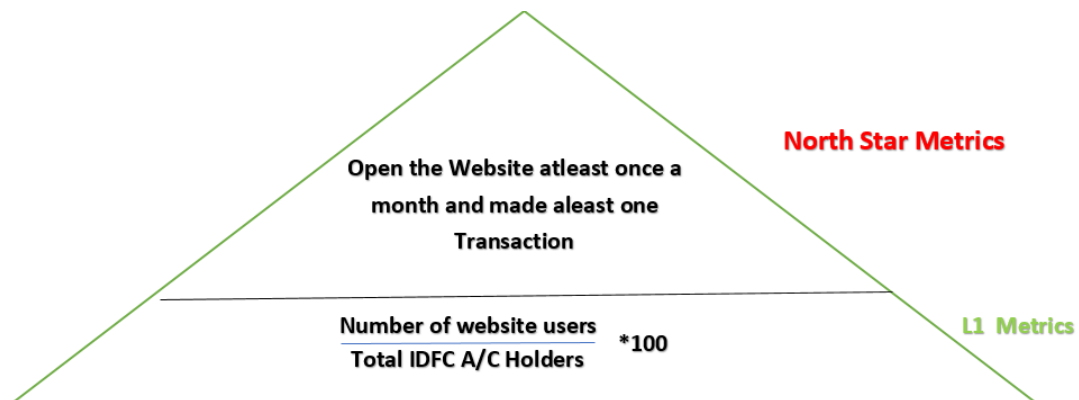 North Star Metrics
Open the Website atleast once a
month and made aleast one
Transaction
Number of website users
*100
Total IDFC A/C Holders
L1 Metrics